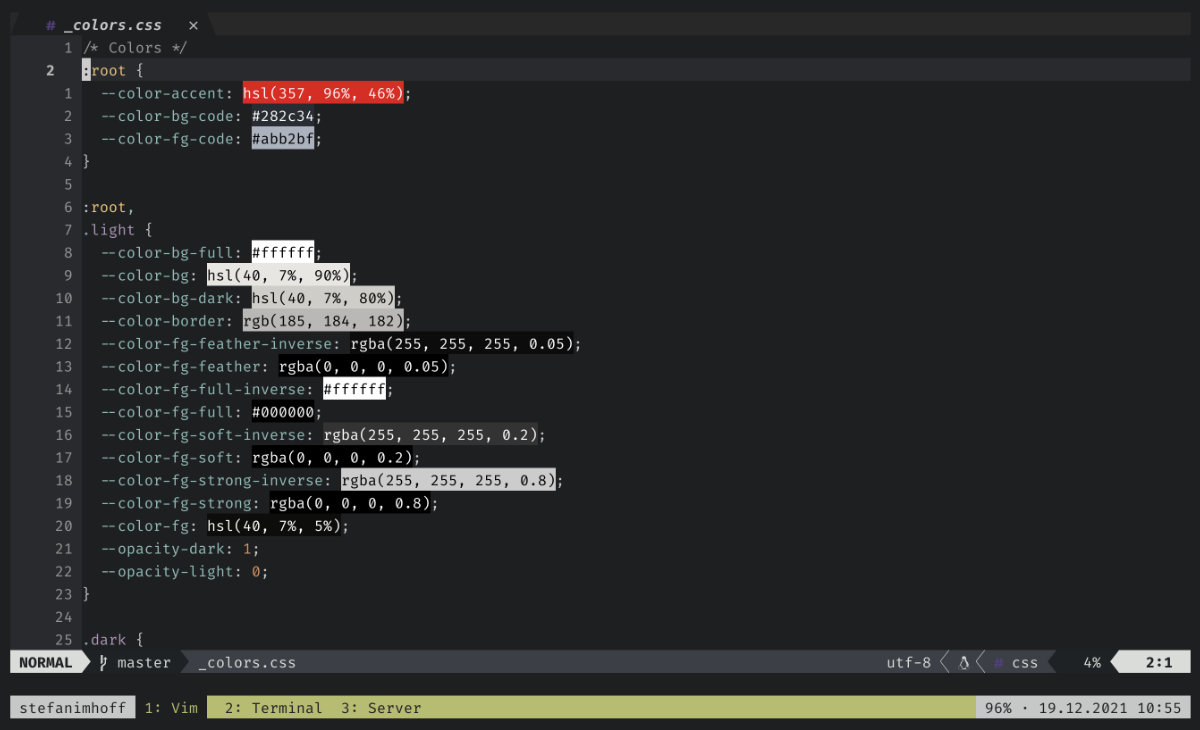 # _colors.css ×
1 /* Colors */
2 :root {
1 --color-accent: hsl(357, 96%, 46%);
2 --color-bg-code: #282c34;
3 --color-fg-code: #abb2bf;
4 }
5
6 :root,
7 .light {
8 --color-bg-full: #ffffff;
9 --color-bg: hsl(40, 7%, 90%);
10 --color-bg-dark: hsl(40, 7%, 80%);
11 --color-border: rgb(185, 184, 182);
12 --color-fg-feather-inverse: rgba(255, 255, 255, 0.05);
13 --color-fg-feather: rgba(0, 0, 0, 0.05);
14 --color-fg-full-inverse: #ffffff;
15 --color-fg-full: #000000;
16 --color-fg-soft-inverse: rgba(255, 255, 255, 0.2);
17 --color-fg-soft: rgba(0, 0, 0, 0.2);
18 --color-fg-strong-inverse: rgba(255, 255, 255, 0.8);
19 --color-fg-strong: rgba(0, 0, 0, 0.8);
20 --color-fg: hsl(40, 7%, 5%);
21 --opacity-dark: 1;
22 --opacity-light: 0;
23 }
24
25 .dark {
NORMAL master _colors.css utf-8 # css 4% 2:1
stefanimhoff 1: Vim 2: Terminal 3: Server 96% · 19.12.2021 10:55